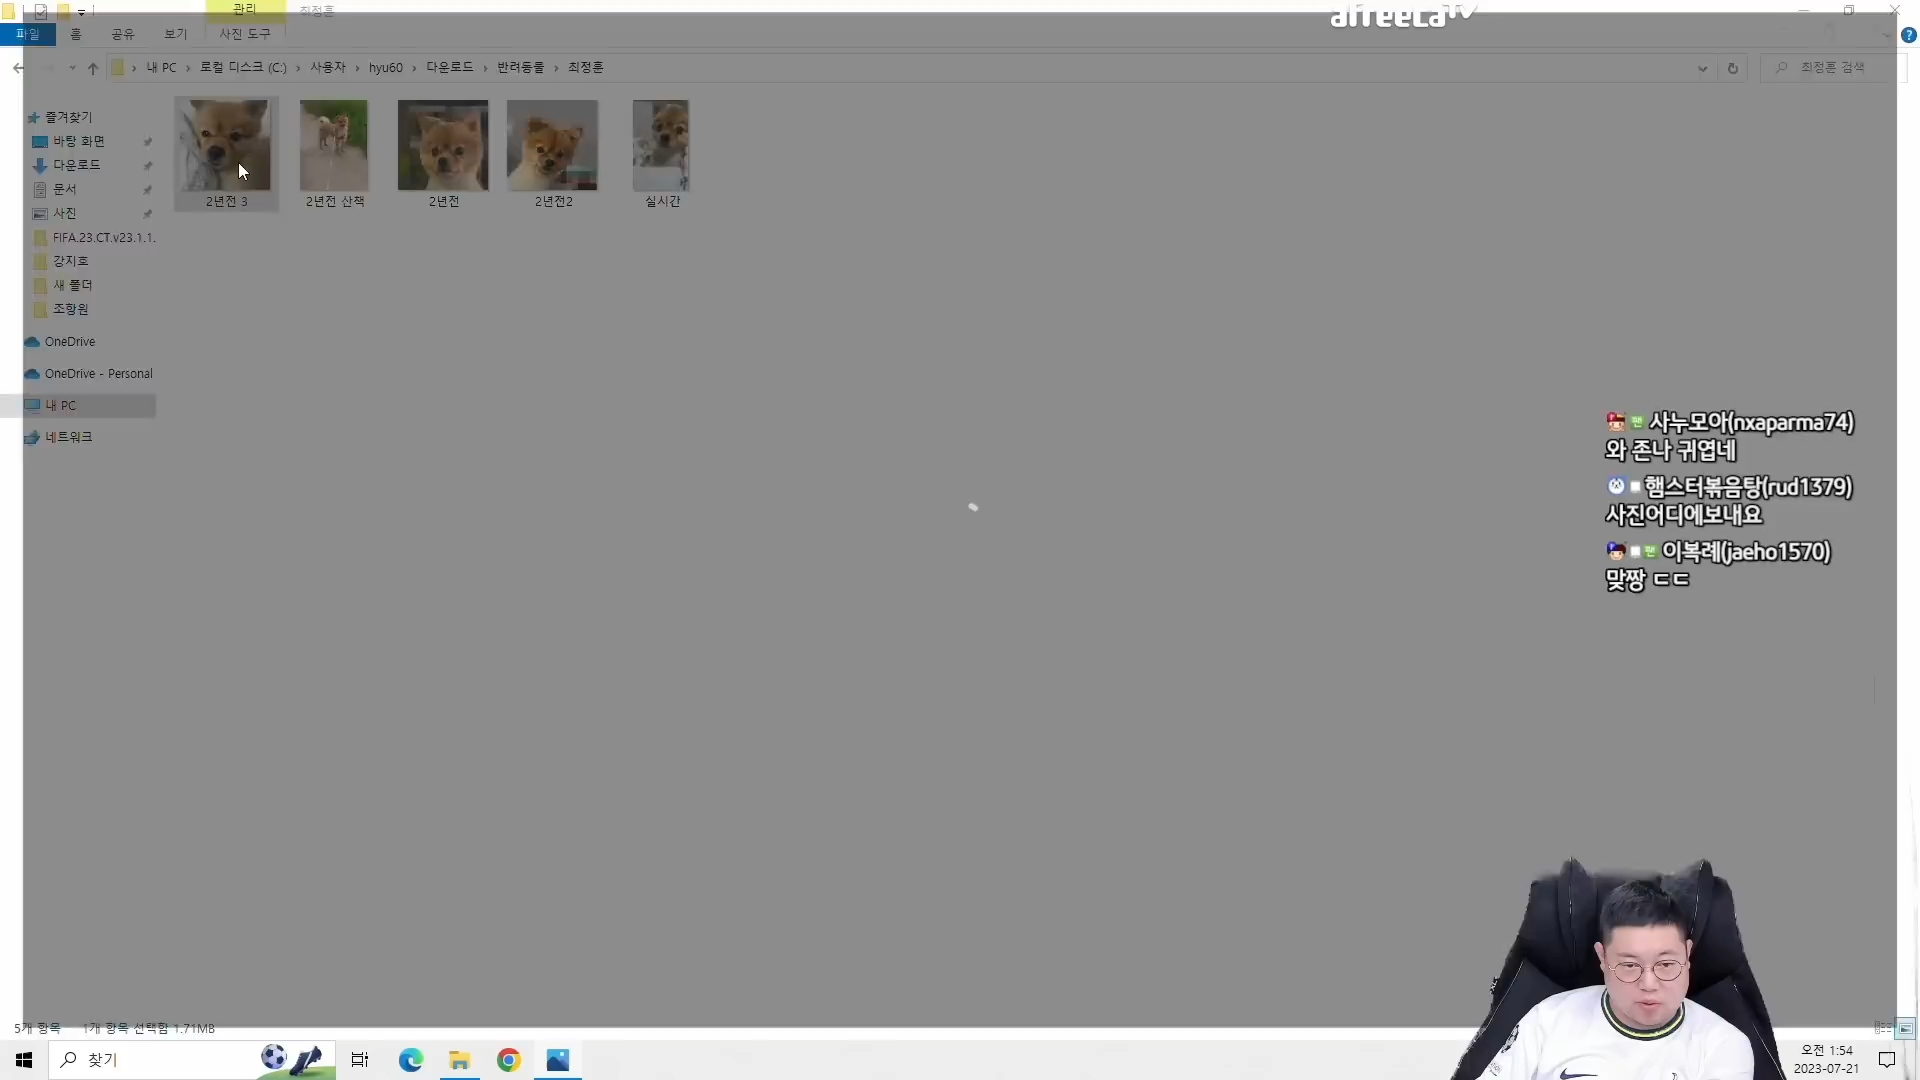 관리
최정훈
afreecaTV
파일
홈
공유
보기
사진 도구
내 PC › 로컬 디스크 (C:) › 사용자 › hyu60 › 다운로드 › 반려동물 › 최정훈
최정훈 검색
즐겨찾기
바탕 화면
다운로드
문서
사진
FIFA.23.CT.v23.1.1.
강지호
새 폴더
조항원
OneDrive
OneDrive - Personal
내 PC
네트워크
2년전 3
2년전 산책
2년전
2년전2
실시간
사누모아(nxaparma74)
와 존나 귀엽네
햄스터볶음탕(rud1379)
사진어디에보내요
팬 이복례(jaeho1570)
맞짱 ㄷㄷ
5개 항목
1개 항목 선택함 1.71MB
찾기
오전 1:54
2023-07-21